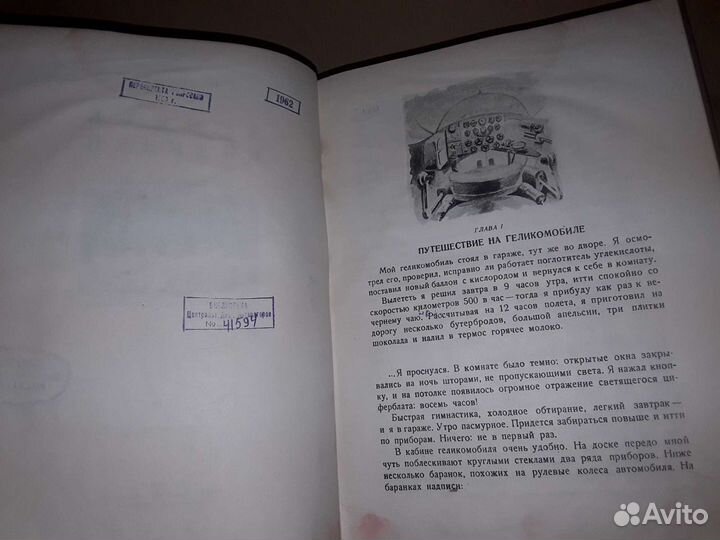 1962
БИБЛИОТЕКА
No 41594
ГЛАВА I
ПУТЕШЕСТВИЕ НА ГЕЛИКОМОБИЛЕ
Мой геликомобиль стоял в гараже, тут же во дворе. Я осмо-
трел его, проверил, исправно ли работает поглотитель углекислоты,
поставил новый баллон с кислородом и вернулся к себе в комнату.
Вылететь я решил завтра в 9 часов утра, итти спокойно со
скоростью километров 500 в час—тогда я прибуду как раз к ве-
чернему чаю. Рассчитывая на 12 часов полета, я приготовил на
дорогу несколько бутербродов, большой апельсин, три плитки
шоколада и налил в термос горячее молоко.
...Я проснулся. В комнате было темно: открытые окна закры-
вались на ночь шторами, не пропускающими света. Я нажал кноп-
ку, и на потолке появилось огромное отражение светящегося ци-
ферблата: восемь часов!
Быстрая гимнастика, холодное обтирание, легкий завтрак—
и я в гараже. Утро пасмурное. Придется забираться повыше и итти
по приборам. Ничего: не в первый раз.
В кабине геликомобиля очень удобно. На доске передо мной
чуть поблескивают круглыми стеклами два ряда приборов. Ниже
несколько баранок, похожих на рулевые колеса автомобиля. На
баранках надписи:
Avito